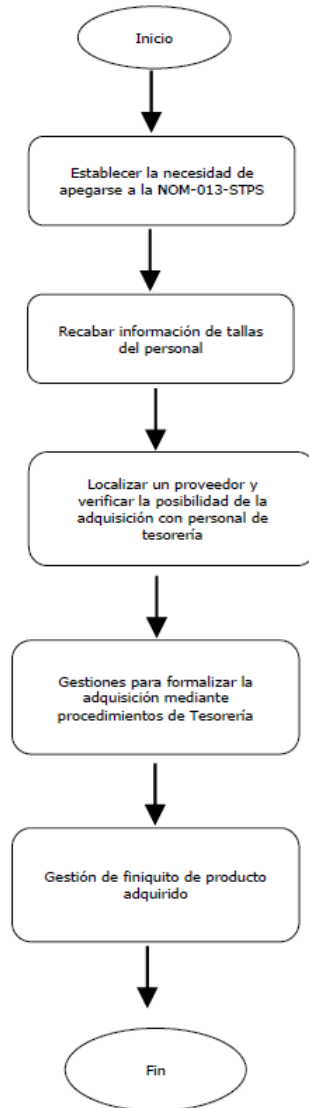 Inicio
Establecer la necesidad de
apegarse a la NOM-013-STPS
Recabar información de tallas
del personal
Localizar un proveedor y
verificar la posibilidad de la
adquisición con personal de
tesorería
Gestiones para formalizar la
adquisición mediante
procedimientos de Tesorería
Gestión de finiquito de producto
adquirido
Fin